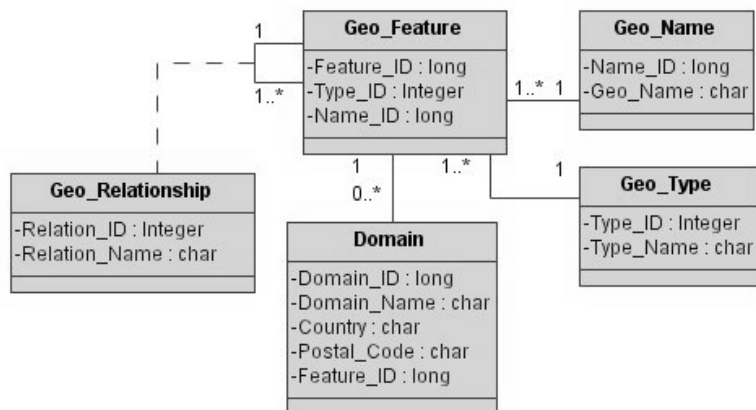 Geo_Feature
-Feature_ID : long
-Type_ID : Integer
-Name_ID : long
Geo_Name
-Name_ID : long
-Geo_Name : char
1
1..*
1..*
1
Geo_Relationship
-Relation_ID : Integer
-Relation_Name : char
1
0..*
1..*
1
Geo_Type
-Type_ID : Integer
-Type_Name : char
Domain
-Domain_ID : long
-Domain_Name : char
-Country : char
-Postal_Code : char
-Feature_ID : long